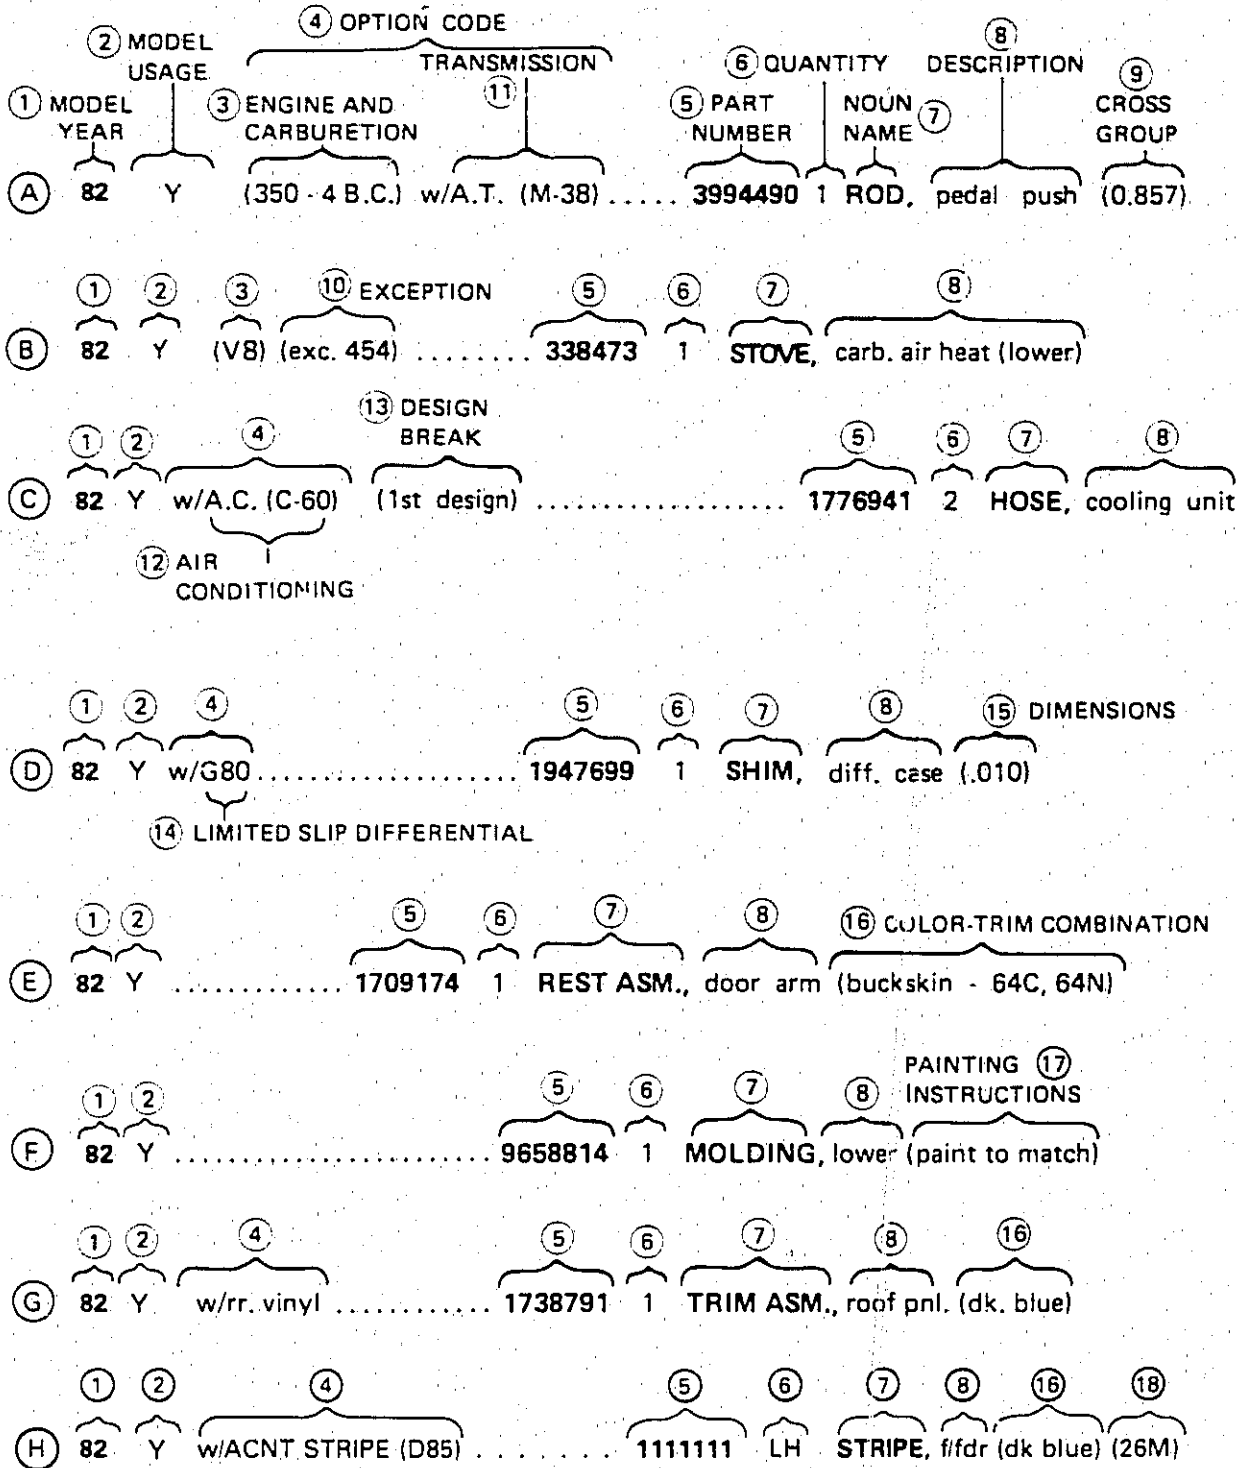 ④ OPTION CODE
② MODEL USAGE
TRANSMISSION ⑪
⑥ QUANTITY
⑧ DESCRIPTION
① MODEL YEAR
③ ENGINE AND CARBURETION
⑤ PART NUMBER
NOUN NAME ⑦
⑨ CROSS GROUP
Ⓐ 82 Y (350 - 4 B.C.) w/A.T. (M-38) ..... 3994490 1 ROD, pedal push (0.857)
① ② ③ ⑩ EXCEPTION ⑤ ⑥ ⑦ ⑧
Ⓑ 82 Y (V8) (exc. 454) ........ 338473 1 STOVE, carb. air heat (lower)
⑬ DESIGN BREAK
① ② ④ ⑤ ⑥ ⑦ ⑧
Ⓒ 82 Y w/A.C. (C-60) (1st design) ................... 1776941 2 HOSE, cooling unit
⑫ AIR CONDITIONING
① ② ④ ⑤ ⑥ ⑦ ⑧ ⑮ DIMENSIONS
Ⓓ 82 Y w/G80 ..................... 1947699 1 SHIM, diff. case (.010)
⑭ LIMITED SLIP DIFFERENTIAL
① ② ⑤ ⑥ ⑦ ⑧ ⑯ COLOR-TRIM COMBINATION
Ⓔ 82 Y ............. 1709174 1 REST ASM., door arm (buckskin - 64C, 64N)
PAINTING ⑰ INSTRUCTIONS
① ② ⑤ ⑥ ⑦ ⑧
Ⓕ 82 Y ......................... 9658814 1 MOLDING, lower (paint to match)
① ② ④ ⑤ ⑥ ⑦ ⑧ ⑯
Ⓖ 82 Y w/rr. vinyl ............ 1738791 1 TRIM ASM., roof pnl. (dk. blue)
① ② ④ ⑤ ⑥ ⑦ ⑧ ⑯ ⑱
Ⓗ 82 Y w/ACNT STRIPE (D85) ........ 1111111 LH STRIPE, f/fdr (dk blue) (26M)